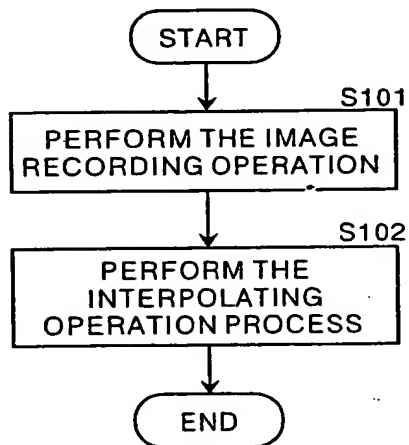 START
S101
PERFORM THE IMAGE
RECORDING OPERATION
S102
PERFORM THE
INTERPOLATING
OPERATION PROCESS
END